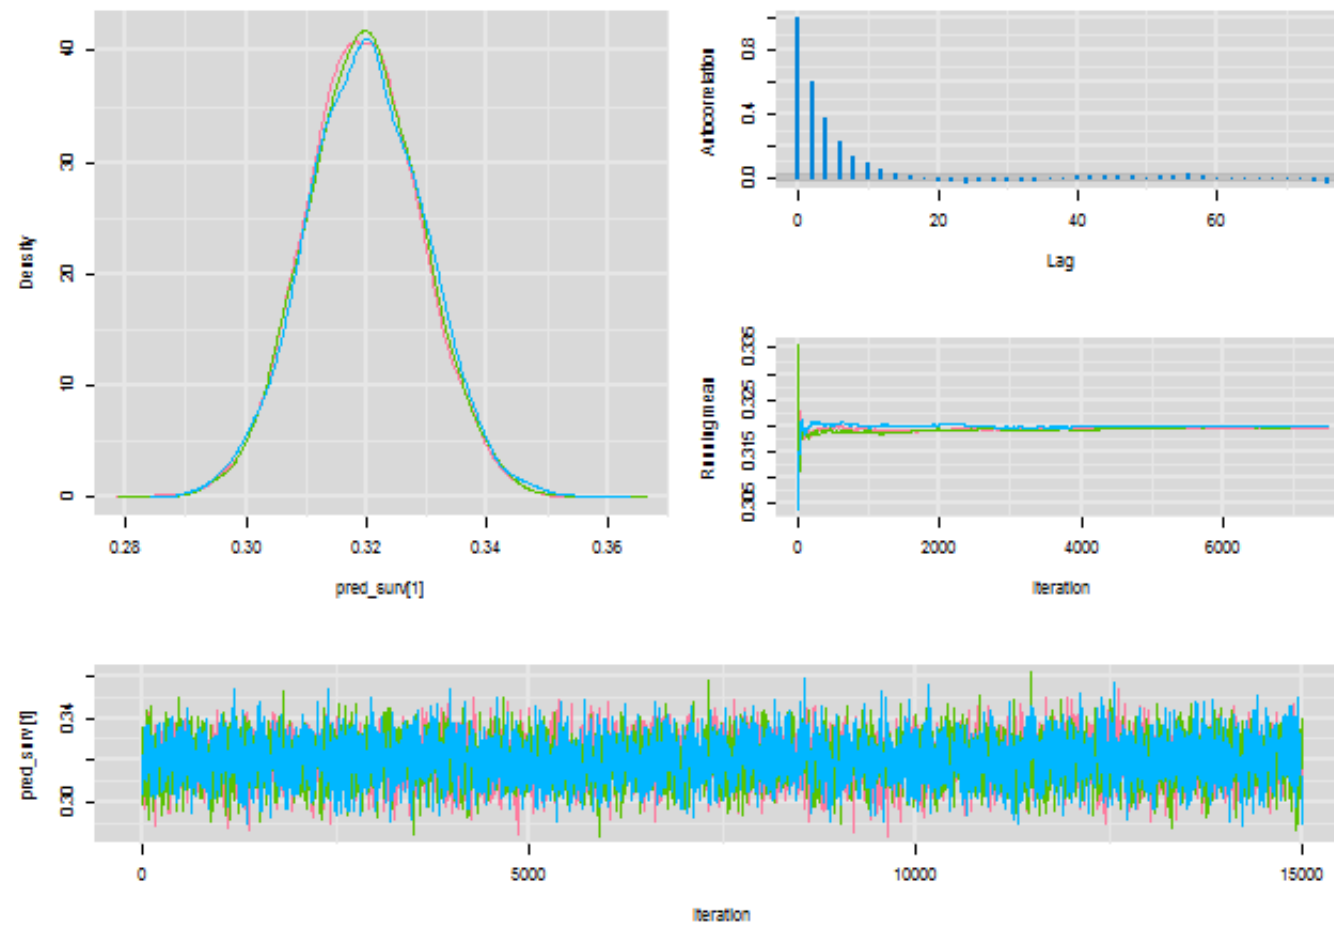 40
30
20
10
0
Density
0.28 0.30 0.32 0.34 0.36
pred_surv[1]
0.8
0.4
0.0
Autocorrelation
0 20 40 60
Lag
0.335
0.325
0.315
0.305
Running mean
0 2000 4000 6000
Iteration
0.34
0.30
pred_surv[1]
0 5000 10000 15000
Iteration